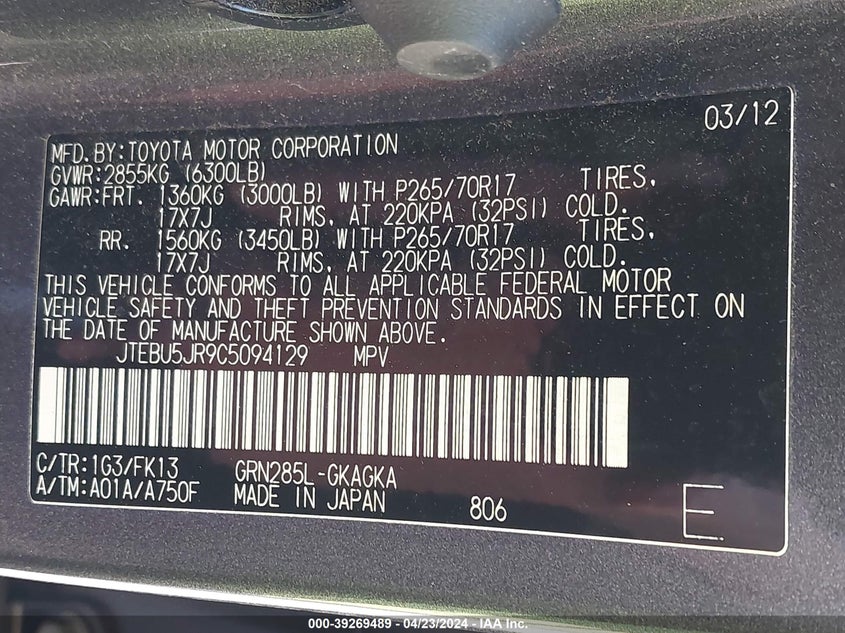 03/12
MFD.BY:TOYOTA MOTOR CORPORATION
GVWR:2855KG (6300LB)
GAWR:FRT. 1360KG (3000LB) WITH P265/70R17 TIRES,
17X7J RIMS, AT 220KPA (32PSI) COLD.
RR. 1560KG (3450LB) WITH P265/70R17 TIRES,
17X7J RIMS, AT 220KPA (32PSI) COLD.
THIS VEHICLE CONFORMS TO ALL APPLICABLE FEDERAL MOTOR
VEHICLE SAFETY AND THEFT PREVENTION STANDARDS IN EFFECT ON
THE DATE OF MANUFACTURE SHOWN ABOVE.
JTEBU5JR9C5094129 MPV
C/TR:1G3/FK13 GRN285L-GKAGKA
A/TM:A01A/A750F MADE IN JAPAN 806 E
000-39269489 - 04/23/2024 - IAA Inc.